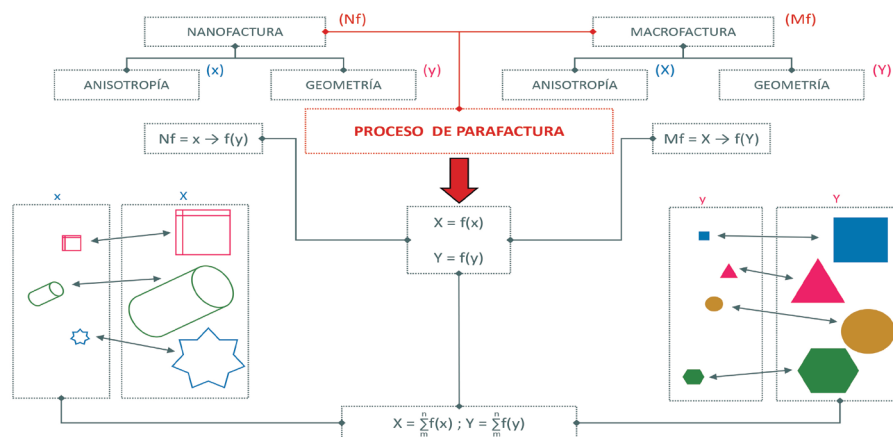 NANOFACTURA (Nf)
MACROFACTURA (Mf)
ANISOTROPÍA (x)
GEOMETRÍA (y)
ANISOTROPÍA (X)
GEOMETRÍA (Y)
PROCESO DE PARAFACTURA
Nf = x → f(y)
Mf = X → f(Y)
X = f(x)
Y = f(y)
x
X
y
Y
X = n∑m f(x) ; Y = n∑m f(y)